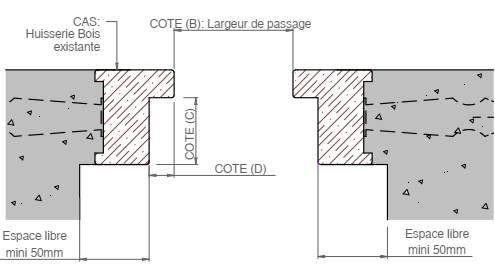 CAS:
Huisserie Bois
existante
COTE (B): Largeur de passage
COTE (C)
COTE (D)
Espace libre
mini 50mm
Espace libre
mini 50mm